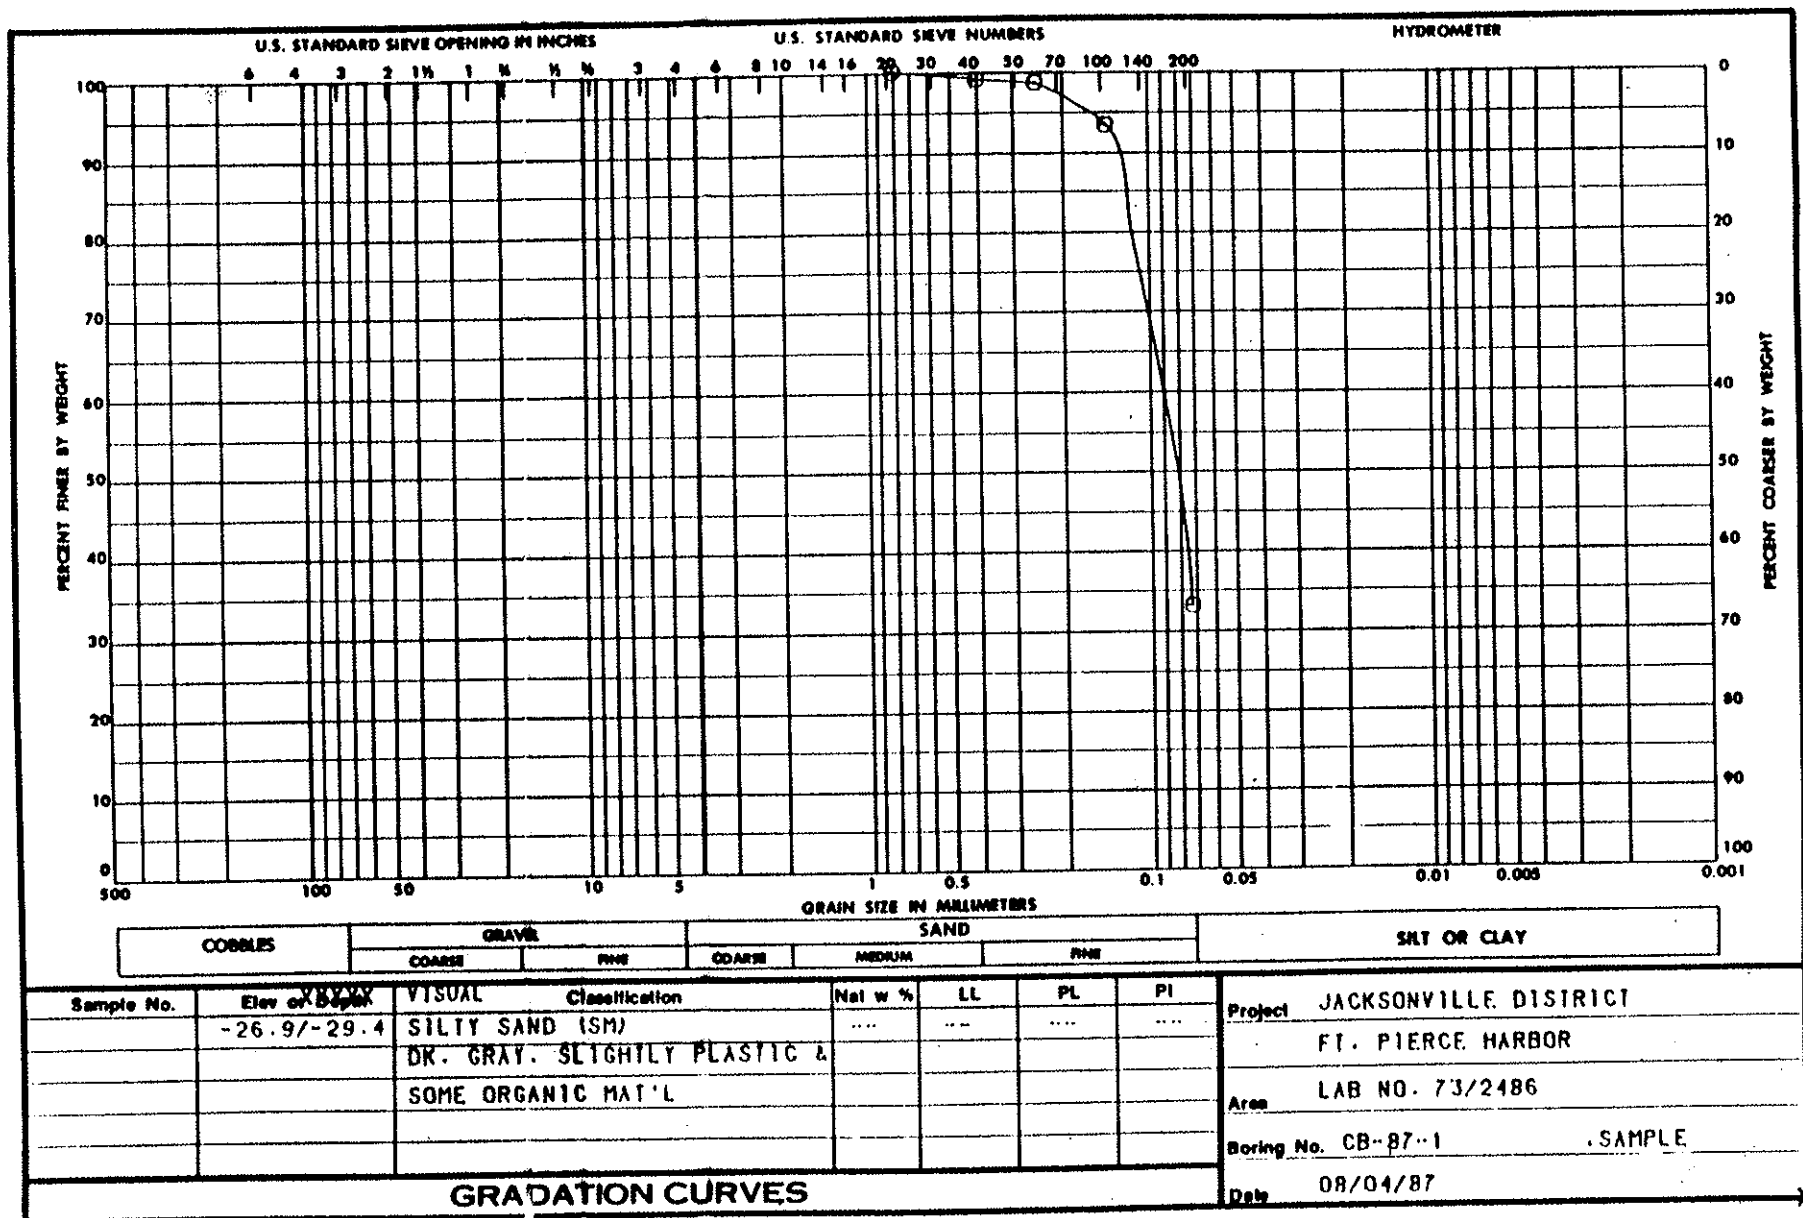 U.S. STANDARD SIEVE OPENING IN INCHES U.S. STANDARD SIEVE NUMBERS HYDROMETER
6 4 3 2 1½ 1 ¾ ½ ⅜ 3 4 6 8 10 14 16 20 30 40 50 70 100 140 200
100 0
90 10
80 20
70 30
60 40
50 50
40 60
30 70
20 80
10 90
0 100
PERCENT FINER BY WEIGHT
PERCENT COARSER BY WEIGHT
500 100 50 10 5 1 0.5 0.1 0.05 0.01 0.005 0.001
GRAIN SIZE IN MILLIMETERS
COBBLES GRAVEL SAND SILT OR CLAY
COARSE FINE COARSE MEDIUM FINE
Sample No. Elev or Depth VISUAL Classification Nat w % LL PL PI
-26.9/-29.4 SILTY SAND (SM) .... .... .... ....
DK. GRAY. SLIGHTLY PLASTIC &
SOME ORGANIC MAT'L
Project JACKSONVILLE DISTRICT
FT. PIERCE HARBOR
Area LAB NO. 73/2486
Boring No. CB-87-1 .SAMPLE
Date 08/04/87
GRADATION CURVES